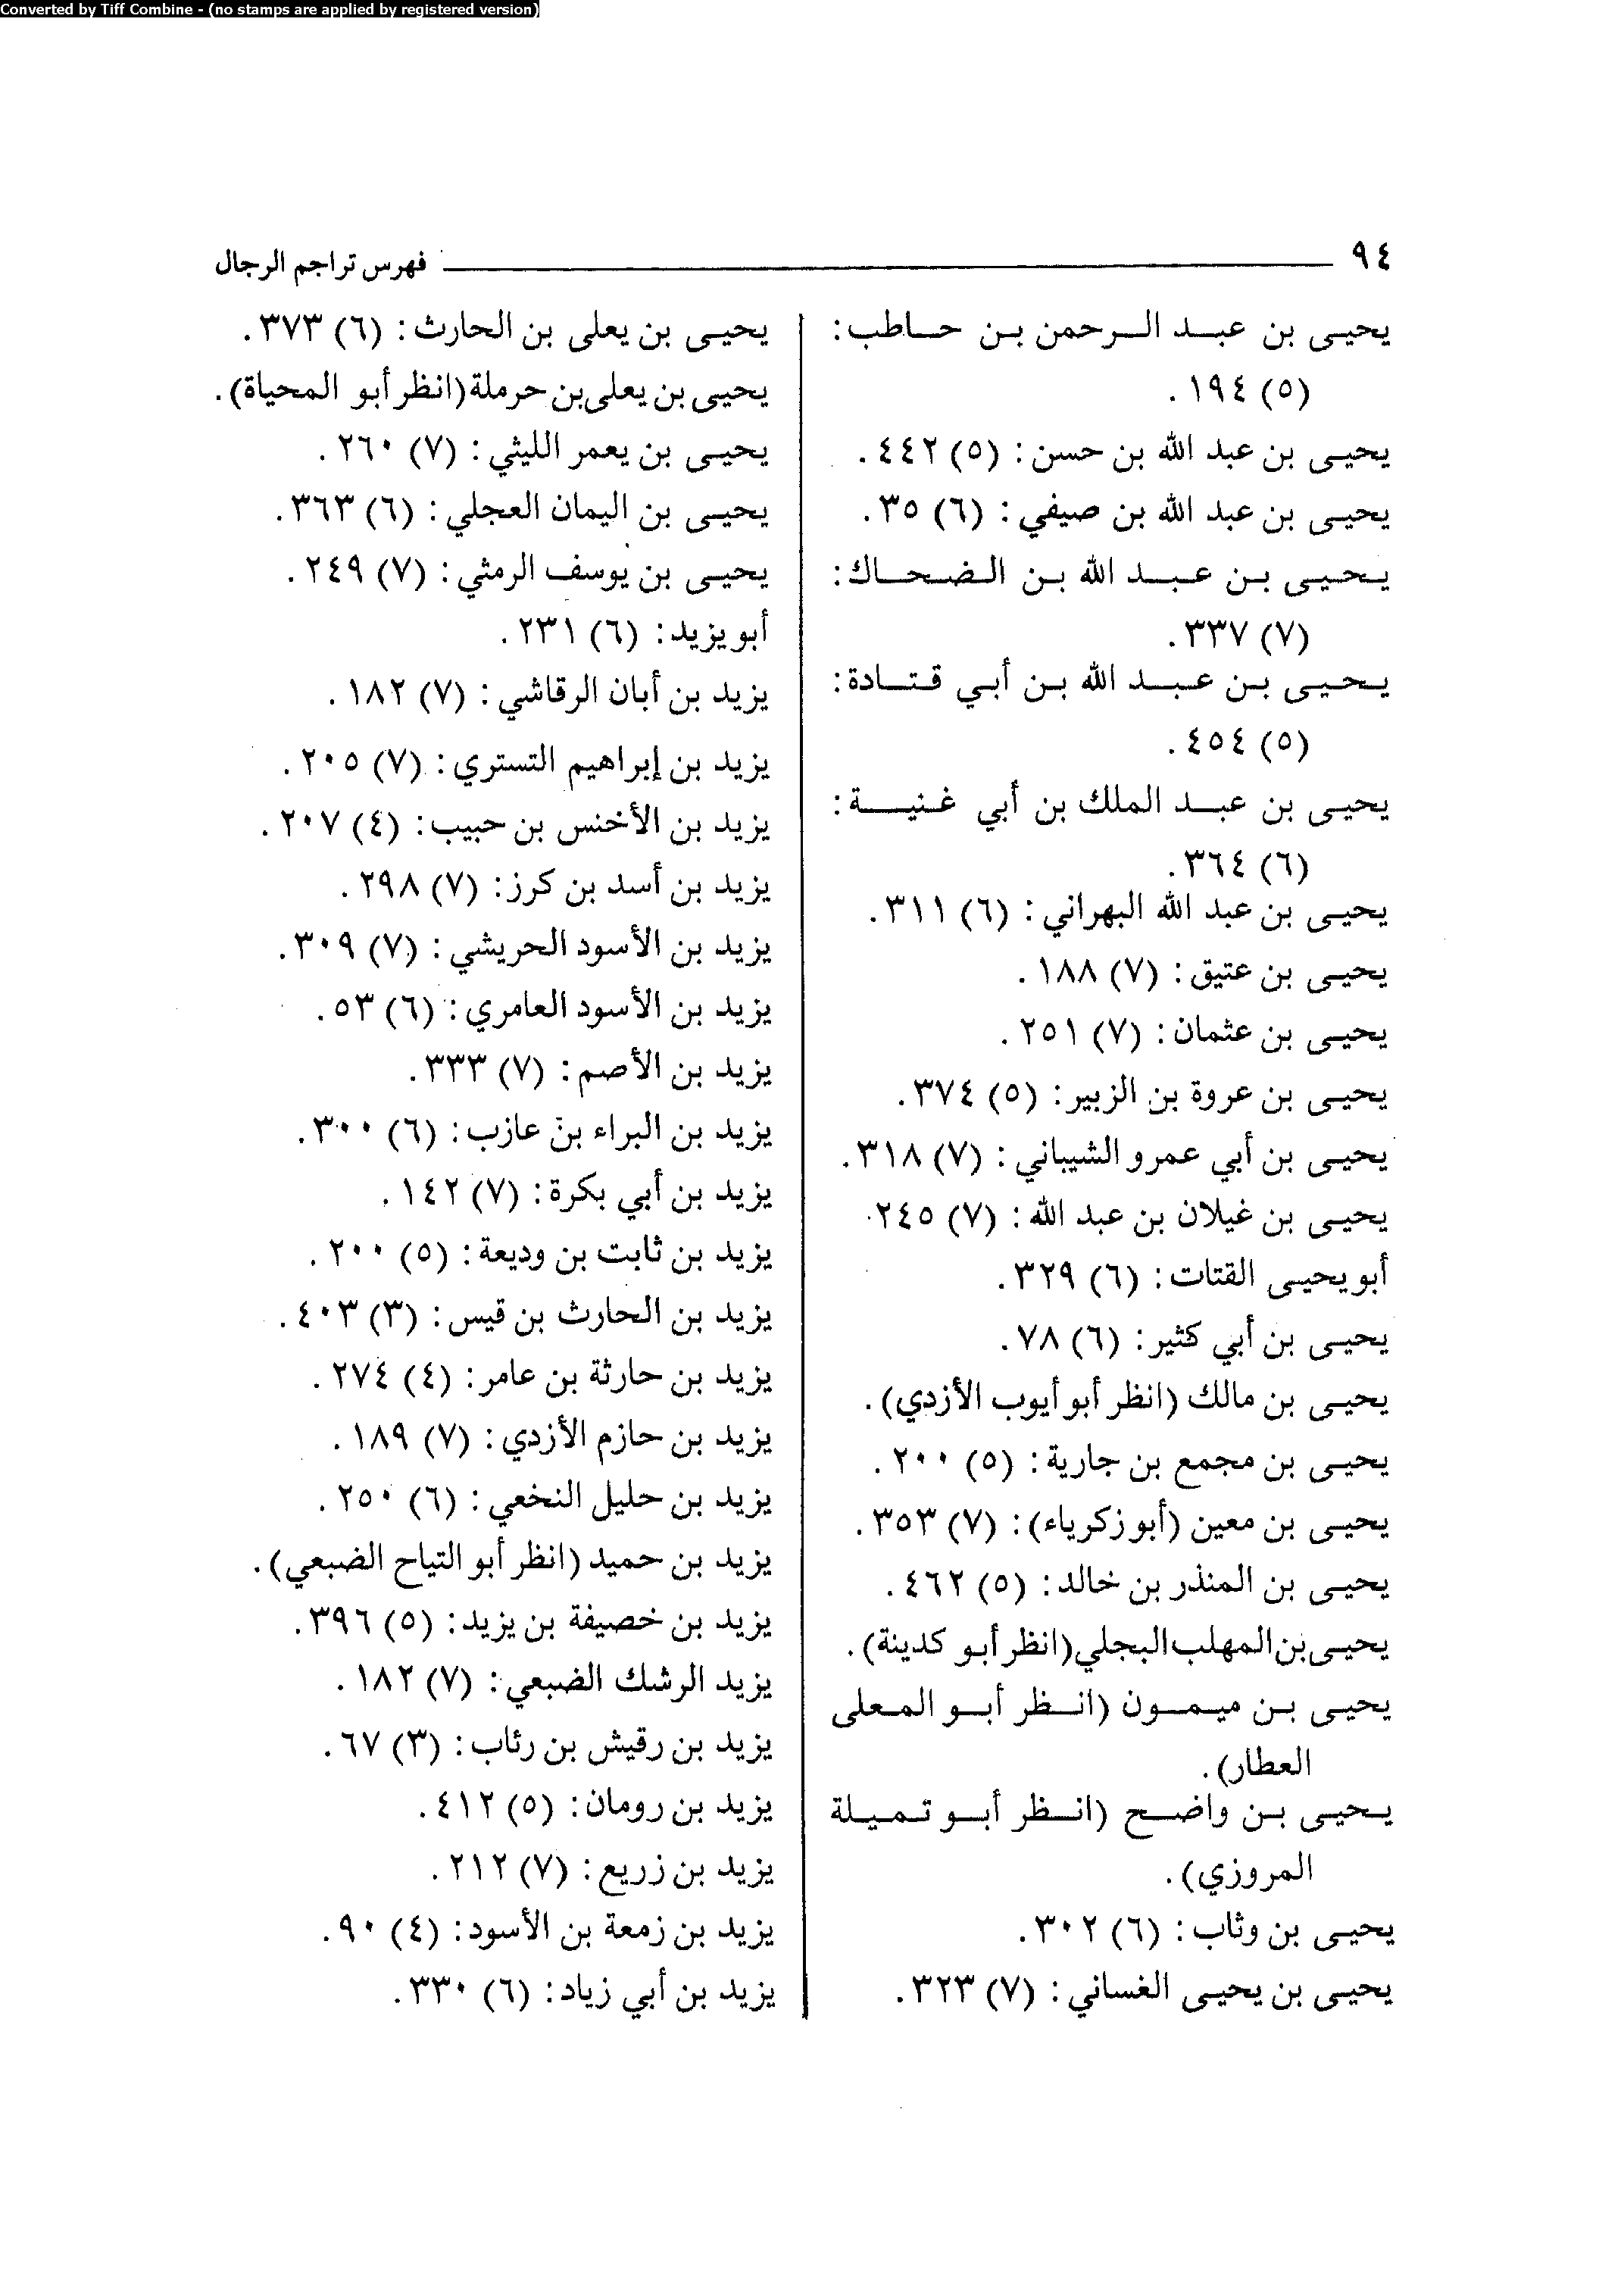 Converted by Tiff Combine - (no stamps are applied by registered version)
٩٤ فهرس تراجم الرجال
يحيى بن عبد الرحمن بن حاطب:
(٥) ١٩٤.
يحيى بن عبد الله بن حسن: (٥) ٤٤٢.
يحيى بن عبد الله بن صيفي: (٦) ٣٥.
يحيى بن عبد الله بن الضحاك:
(٧) ٣٣٧.
يحيى بن عبد الله بن أبي قتادة:
(٥) ٤٥٤.
يحيى بن عبد الملك بن أبي غنية:
(٦) ٣٦٤.
يحيى بن عبد الله البهراني: (٦) ٣١١.
يحيى بن عتيق: (٧) ١٨٨.
يحيى بن عثمان: (٧) ٢٥١.
يحيى بن عروة بن الزبير: (٥) ٣٧٤.
يحيى بن أبي عمرو الشيباني: (٧) ٣١٨.
يحيى بن غيلان بن عبد الله: (٧) ٢٤٥.
أبو يحيى القتات: (٦) ٣٢٩.
يحيى بن أبي كثير: (٦) ٧٨.
يحيى بن مالك (انظر أبو أيوب الأزدي).
يحيى بن مجمع بن جارية: (٥) ٢٠٠.
يحيى بن معين (أبو زكرياء): (٧) ٣٥٣.
يحيى بن المنذر بن خالد: (٥) ٤٦٢.
يحيى بن المهلب البجلي (انظر أبو كدينة).
يحيى بن ميمون (انظر أبو المعلى
العطار).
يحيى بن واضح (انظر أبو تميلة
المروزي).
يحيى بن وثاب: (٦) ٣٠٢.
يحيى بن يحيى الغساني: (٧) ٣٢٣.
يحيى بن يعلى بن الحارث: (٦) ٣٧٣.
يحيى بن يعلى بن حرملة (انظر أبو المحياة).
يحيى بن يعمر الليثي: (٧) ٢٦٠.
يحيى بن اليمان العجلي: (٦) ٣٦٣.
يحيى بن يوسف الرمثي: (٧) ٢٤٩.
أبو يزيد: (٦) ٢٣١.
يزيد بن أبان الرقاشي: (٧) ١٨٢.
يزيد بن إبراهيم التستري: (٧) ٢٠٥.
يزيد بن الأخنس بن حبيب: (٤) ٢٠٧.
يزيد بن أسد بن كرز: (٧) ٢٩٨.
يزيد بن الأسود الحريشي: (٧) ٣٠٩.
يزيد بن الأسود العامري: (٦) ٥٣.
يزيد بن الأصم: (٧) ٣٣٣.
يزيد بن البراء بن عازب: (٦) ٣٠٠.
يزيد بن أبي بكرة: (٧) ١٤٢.
يزيد بن ثابت بن وديعة: (٥) ٢٠٠.
يزيد بن الحارث بن قيس: (٣) ٤٠٣.
يزيد بن حارثة بن عامر: (٤) ٢٧٤.
يزيد بن حازم الأزدي: (٧) ١٨٩.
يزيد بن حليل النخعي: (٦) ٢٥٠.
يزيد بن حميد (انظر أبو التياح الضبعي).
يزيد بن خصيفة بن يزيد: (٥) ٣٩٦.
يزيد الرشك الضبعي: (٧) ١٨٢.
يزيد بن رقيش بن رئاب: (٣) ٦٧.
يزيد بن رومان: (٥) ٤١٢.
يزيد بن زريع: (٧) ٢١٢.
يزيد بن زمعة بن الأسود: (٤) ٩٠.
يزيد بن أبي زياد: (٦) ٣٣٠.